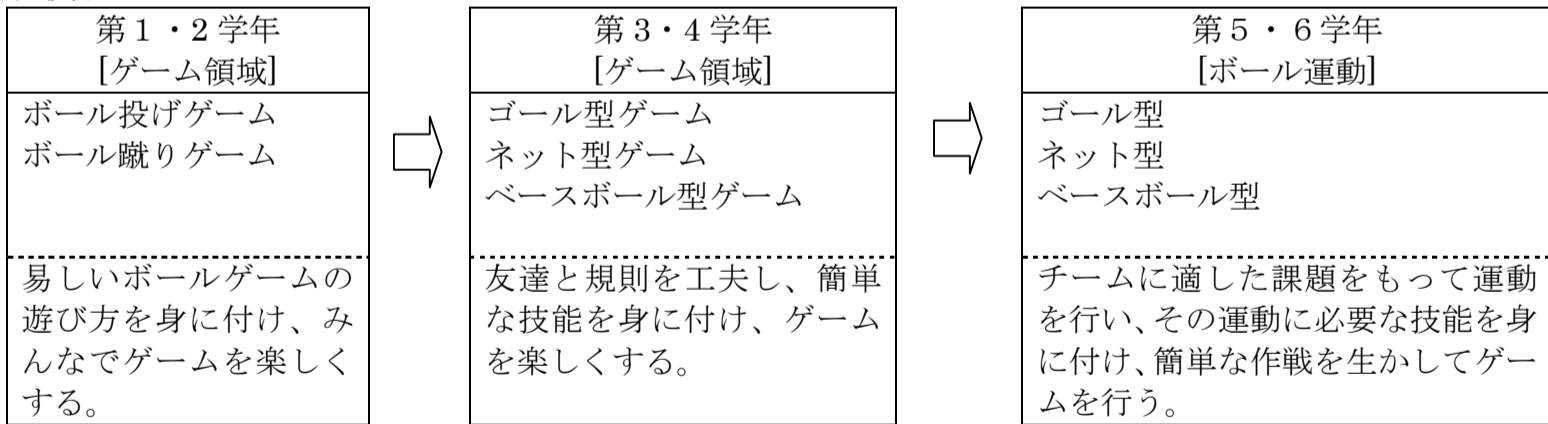 第１・２学年
[ゲーム領域]
ボール投げゲーム
ボール蹴りゲーム
易しいボールゲームの
遊び方を身に付け、み
んなでゲームを楽しく
する。
第３・４学年
[ゲーム領域]
ゴール型ゲーム
ネット型ゲーム
ベースボール型ゲーム
友達と規則を工夫し、簡単
な技能を身に付け、ゲーム
を楽しくする。
第５・６学年
[ボール運動]
ゴール型
ネット型
ベースボール型
チームに適した課題をもって運動
を行い、その運動に必要な技能を身
に付け、簡単な作戦を生かしてゲー
ムを行う。